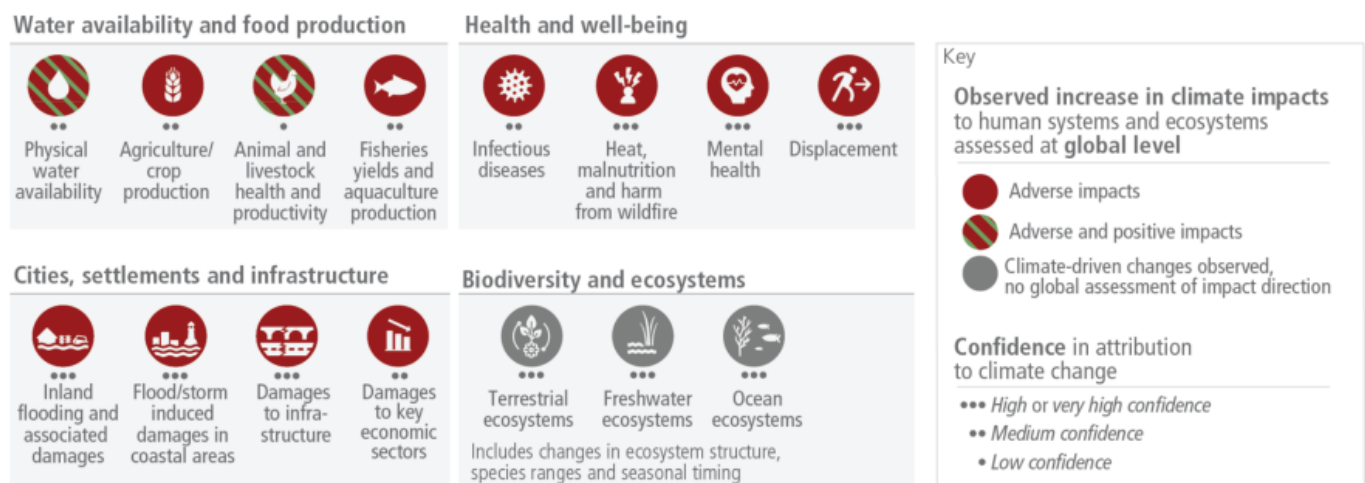 Water availability and food production
Physical
water
availability
Agriculture/
crop
production
Animal and
livestock
health and
productivity
Fisheries
yields and
aquaculture
production
Health and well-being
Infectious
diseases
Heat,
malnutrition
and harm
from wildfire
Mental
health
Displacement
Cities, settlements and infrastructure
Inland
flooding and
associated
damages
Flood/storm
induced
damages in
coastal areas
Damages
to infra-
structure
Damages
to key
economic
sectors
Biodiversity and ecosystems
Terrestrial
ecosystems
Freshwater
ecosystems
Ocean
ecosystems
Includes changes in ecosystem structure,
species ranges and seasonal timing
Key
Observed increase in climate impacts
to human systems and ecosystems
assessed at global level
Adverse impacts
Adverse and positive impacts
Climate-driven changes observed,
no global assessment of impact direction
Confidence in attribution
to climate change
••• High or very high confidence
•• Medium confidence
• Low confidence